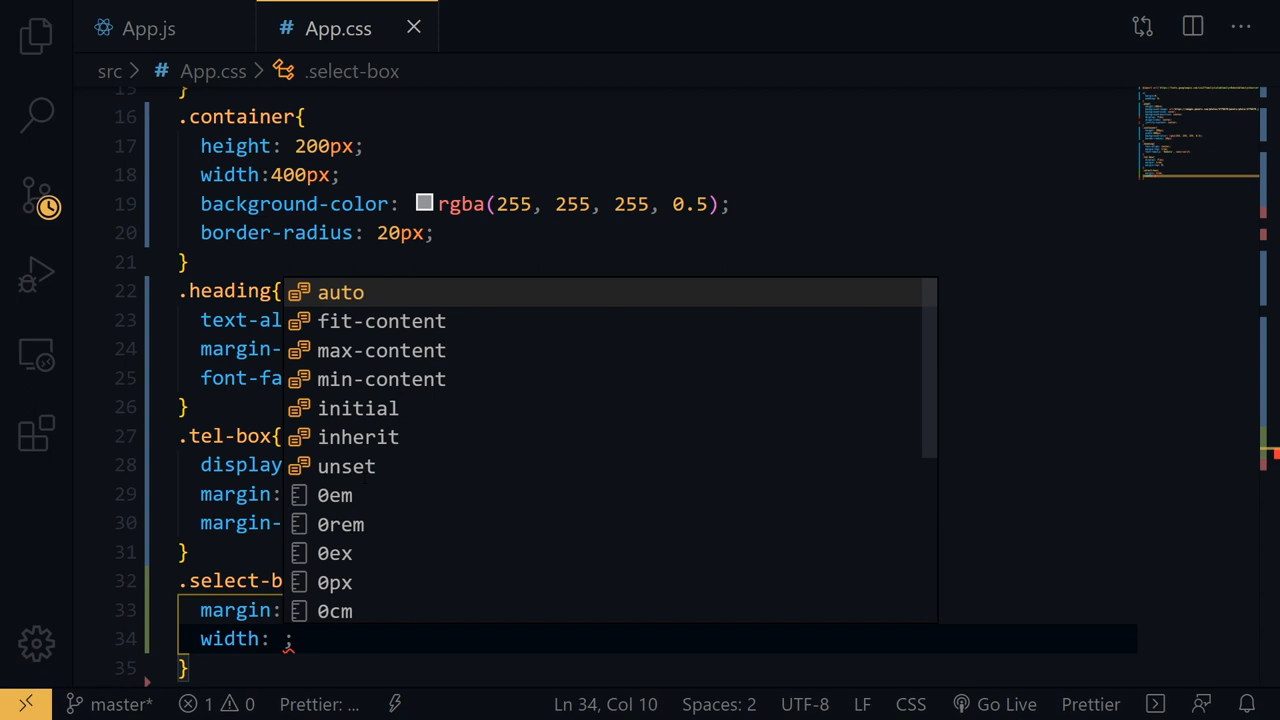 App.js
# App.css
src > # App.css > .select-box
15 }
16 .container{
17 height: 200px;
18 width:400px;
19 background-color: rgba(255, 255, 255, 0.5);
20 border-radius: 20px;
21 }
22 .heading{
auto
23 text-al
fit-content
24 margin-
max-content
25 font-fa
min-content
26 }
initial
27 .tel-box{
inherit
28 display
unset
29 margin:
0em
30 margin-
0rem
31 }
0ex
32 .select-b
0px
33 margin:
0cm
34 width: ;
35 }
master* 1 0 Prettier: ... Ln 34, Col 10 Spaces: 2 UTF-8 LF CSS Go Live Prettier